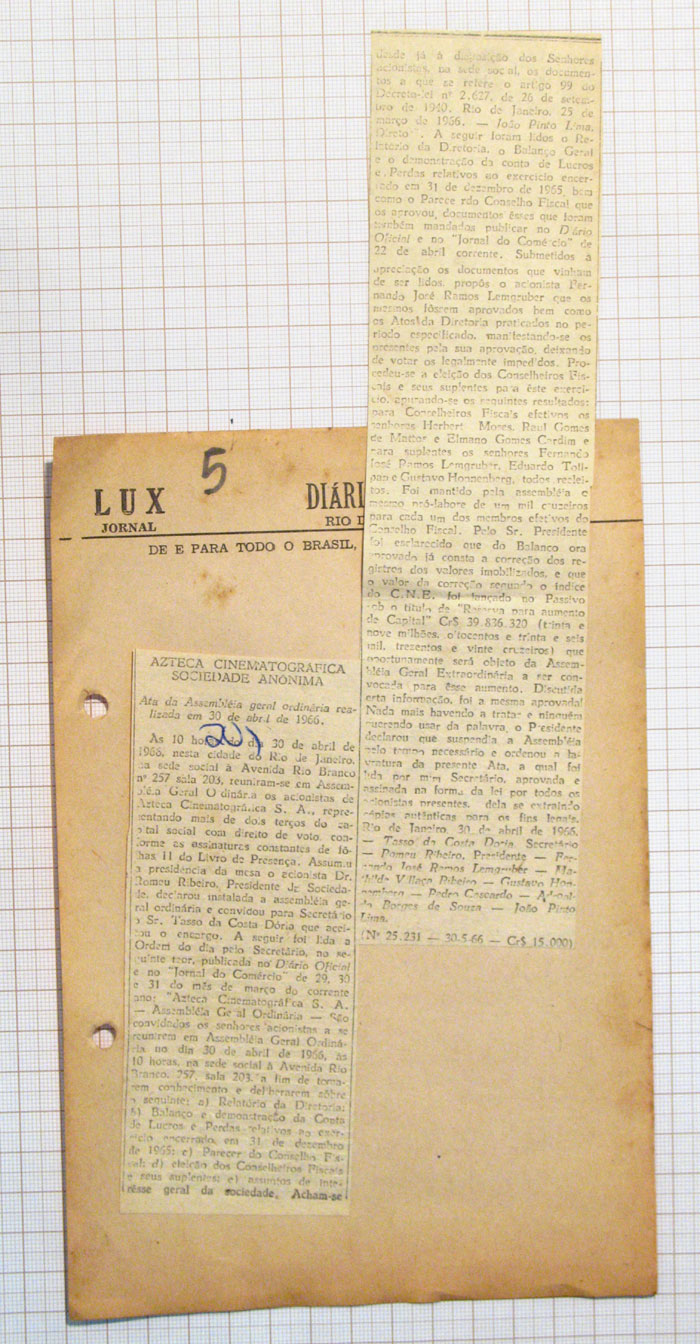 5
LUX
JORNAL
DIÁRI
RIO D
DE E PARA TODO O BRASIL,
AZTECA CINEMATOGRÁFICA
SOCIEDADE ANÔNIMA
Ata da Assembléia geral ordinária rea-
lizada em 30 de abril de 1966.
As 10 horas do dia 30 de abril de
1966, nesta cidade do Rio de Janeiro,
na sede social à Avenida Rio Branco
nº 257 sala 203, reuniram-se em Assem-
bléia Geral Ordinária os acionistas de
Azteca Cinematográfica S. A., repre-
sentando mais de dois terços do ca-
pital social com direito de voto, con-
forme as assinaturas constantes de fô-
lhas 11 do Livro de Presença. Assumiu
a presidência da mesa o acionista Dr.
Romeu Ribeiro, Presidente da Socieda-
de, declarou instalada a assembléia ge-
ral ordinária e convidou para Secretário
o Sr. Tasso da Costa Dória que acei-
tou o encargo. A seguir foi lida a
Ordem do dia pelo Secretário, no se-
guinte teor, publicada no Diário Oficial
e no "Jornal do Comércio" de 29, 30
e 31 do mês de março do corrente
ano: "Azteca Cinematográfica S. A.
— Assembléia Geral Ordinária — São
convidados os senhores acionistas a se
reunirem em Assembléia Geral Ordiná-
ria no dia 30 de abril de 1966, às
10 horas, na sede social à Avenida Rio
Branco, 257, sala 203, a fim de toma-
rem conhecimento e deliberarem sôbre
o seguinte: a) Relatório da Diretoria;
b) Balanço e demonstração da Conta
de Lucros e Perdas relativos ao exer-
cício encerrado, em 31 de dezembro
de 1965; c) Parecer do Conselho Fis-
cal; d) eleição dos Conselheiros Fiscais
e seus suplentes; e) assuntos de inte-
rêsse geral da sociedade. Acham-se
desde já à disposição dos Senhores
acionistas, na sede social, os documen-
tos a que se refere o artigo 99 do
Decreto-lei nº 2.627, de 26 de setem-
bro de 1940. Rio de Janeiro, 25 de
março de 1966. — João Pinto Lima,
Diretor". A seguir foram lidos o Re-
latório da Diretoria, o Balanço Geral
e o demonstração da conta de Lucros
e Perdas relativos ao exercício encer-
rado em 31 de dezembro de 1965, bem
como o Parece rdo Conselho Fiscal que
os aprovou, documentos êsses que foram
também mandados publicar no Diário
Oficial e no "Jornal do Comércio" de
22 de abril corrente. Submetidos à
apreciação os documentos que vinham
de ser lidos, propôs o acionista Fer-
nando José Ramos Lemgruber que os
mesmos fôssem aprovados bem como
os Atos da Diretoria praticados no pe-
ríodo especificado, manifestando-se os
presentes pela sua aprovação, deixando
de votar os legalmente impedidos. Pro-
cedeu-se a eleição dos Conselheiros Fis-
cais e seus suplentes para êste exercí-
cio, apurando-se os seguintes resultados:
para Conselheiros Fiscais efetivos os
senhores Herbert Moses, Raul Gomes
de Mattos e Elmano Gomes Cardim e
para suplentes os senhores Fernando
José Ramos Lemgruber, Eduardo Toli-
pan e Gustavo Honnenberg, todos reelei-
tos. Foi mantido pela assembléia o
mesmo pró-labore de um mil cruzeiros
para cada um dos membros efetivos do
Conselho Fiscal. Pelo Sr. Presidente
foi esclarecido que do Balanço ora
aprovado já consta a correção dos re-
gistros dos valores imobilizados, e que
o valor da correção segundo o índice
do C.N.E. foi lançado no Passivo
sob o título de "Reserva para aumento
de Capital" Cr$ 39.836.320 (trinta e
nove milhões, oitocentos e trinta e seis
mil, trezentos e vinte cruzeiros) que
oportunamente será objeto da Assem-
bléia Geral Extraordinária a ser con-
vocada para êsse aumento. Discutida
esta informação, foi a mesma aprovada!
Nada mais havendo a tratar e ninguém
querendo usar da palavra, o Presidente
declarou que suspendia a Assembléia
pelo tempo necessário e ordenou a la-
vratura da presente Ata, a qual foi
lida por mim Secretário, aprovada e
assinada na forma da lei por todos os
acionistas presentes, dela se extraindo
cópias autênticas para os fins legais.
Rio de Janeiro, 30 de abril de 1966.
— Tasso da Costa Doria, Secretário
— Romeu Ribeiro, Presidente — Fer-
nando José Ramos Lemgruber — Ma-
thilde Villaça Ribeiro — Gustavo Hon-
nenberg — Pedro Cascardo —
do Borges de Souza — João Pinto
Lima.
(Nº 25.231 — 30-5-66 — Cr$ 15.000)